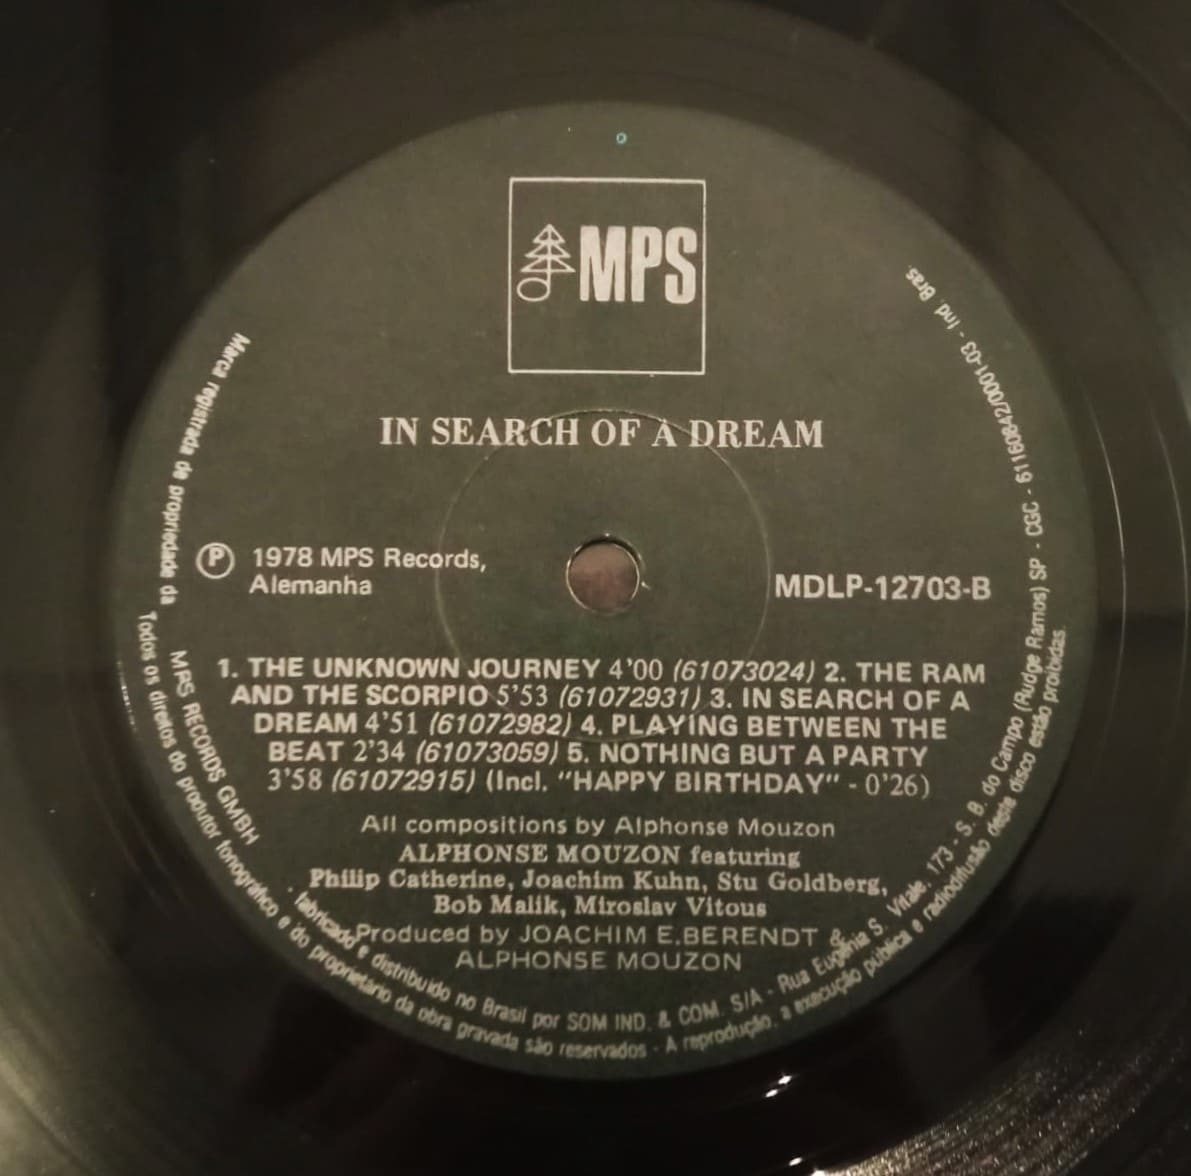 MPS
IN SEARCH OF A DREAM
Ⓟ 1978 MPS Records,
Alemanha
MDLP-12703-B
1. THE UNKNOWN JOURNEY 4'00 (61073024) 2. THE RAM
AND THE SCORPIO 5'53 (61072931) 3. IN SEARCH OF A
DREAM 4'51 (61072982) 4. PLAYING BETWEEN THE
BEAT 2'34 (61073059) 5. NOTHING BUT A PARTY
3'58 (61072915) (Incl. "HAPPY BIRTHDAY" - 0'26)
All compositions by Alphonse Mouzon
ALPHONSE MOUZON featuring
Philip Catherine, Joachim Kuhn, Stu Goldberg,
Bob Malik, Miroslav Vitous
Produced by JOACHIM E.BERENDT &
ALPHONSE MOUZON
Marca registrada de propriedade da MPS RECORDS GMBH. fabricado e distribuido no Brasil por SOM IND. & COM. S/A - Rua Eugênia S. Vitale, 173 - S. B. do Campo (Rudge Ramos) SP - CGC - 61160842/0001-03 - Ind. Bras.
Todos os direitos do produtor fonográfico e do proprietário da obra gravada são reservados - A reprodução, a execução pública e radiodifusão deste disco estão proibidas.